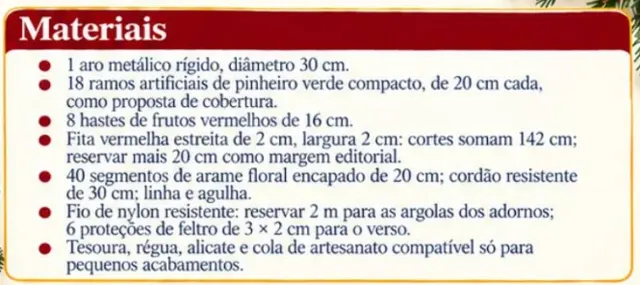 Materiais
● 1 aro metálico rígido, diâmetro 30 cm.
● 18 ramos artificiais de pinheiro verde compacto, de 20 cm cada,
como proposta de cobertura.
● 8 hastes de frutos vermelhos de 16 cm.
● Fita vermelha estreita de 2 cm, largura 2 cm: cortes somam 142 cm;
reservar mais 20 cm como margem editorial.
● 40 segmentos de arame floral encapado de 20 cm; cordão resistente
de 30 cm; linha e agulha.
● Fio de nylon resistente: reservar 2 m para as argolas dos adornos;
6 proteções de feltro de 3 × 2 cm para o verso.
● Tesoura, régua, alicate e cola de artesanato compatível só para
pequenos acabamentos.